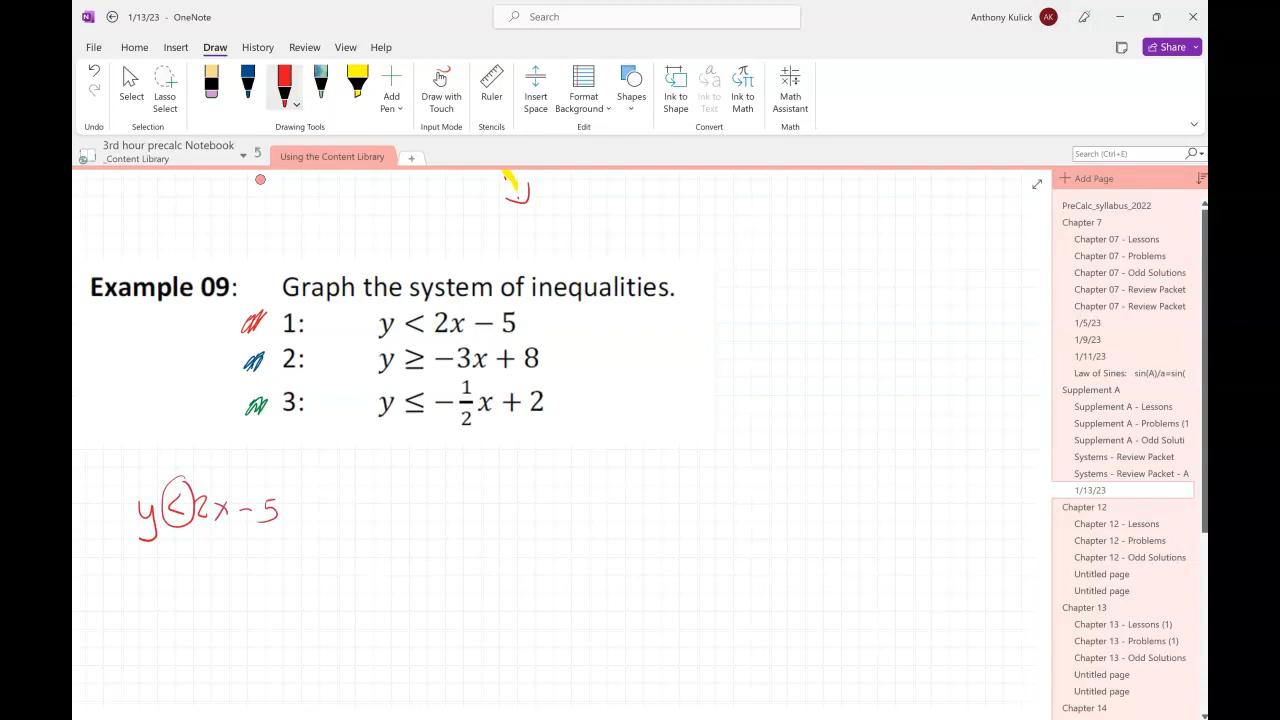 1/13/23 - OneNote
Search
Anthony Kulick
AK
File Home Insert Draw History Review View Help
Share
Select
Lasso Select
Add Pen
Draw with Touch
Ruler
Insert Space
Format Background
Shapes
Ink to Shape
Ink to Text
Ink to Math
Math Assistant
Undo
Selection
Drawing Tools
Input Mode
Stencils
Edit
Convert
Math
3rd hour precalc Notebook
_Content Library
5
Using the Content Library
Search (Ctrl+E)
Add Page
PreCalc_syllabus_2022
Chapter 7
Chapter 07 - Lessons
Chapter 07 - Problems
Chapter 07 - Odd Solutions
Chapter 07 - Review Packet
Chapter 07 - Review Packet
1/5/23
1/9/23
1/11/23
Law of Sines: sin(A)/a=sin(
Supplement A
Supplement A - Lessons
Supplement A - Problems (1
Supplement A - Odd Soluti
Systems - Review Packet
Systems - Review Packet - A
1/13/23
Chapter 12
Chapter 12 - Lessons
Chapter 12 - Problems
Chapter 12 - Odd Solutions
Untitled page
Untitled page
Chapter 13
Chapter 13 - Lessons (1)
Chapter 13 - Problems (1)
Chapter 13 - Odd Solutions
Untitled page
Untitled page
Chapter 14
Example 09: Graph the system of inequalities.
1: y < 2x − 5
2: y ≥ −3x + 8
3: y ≤ −1/2x + 2
y < 2x − 5